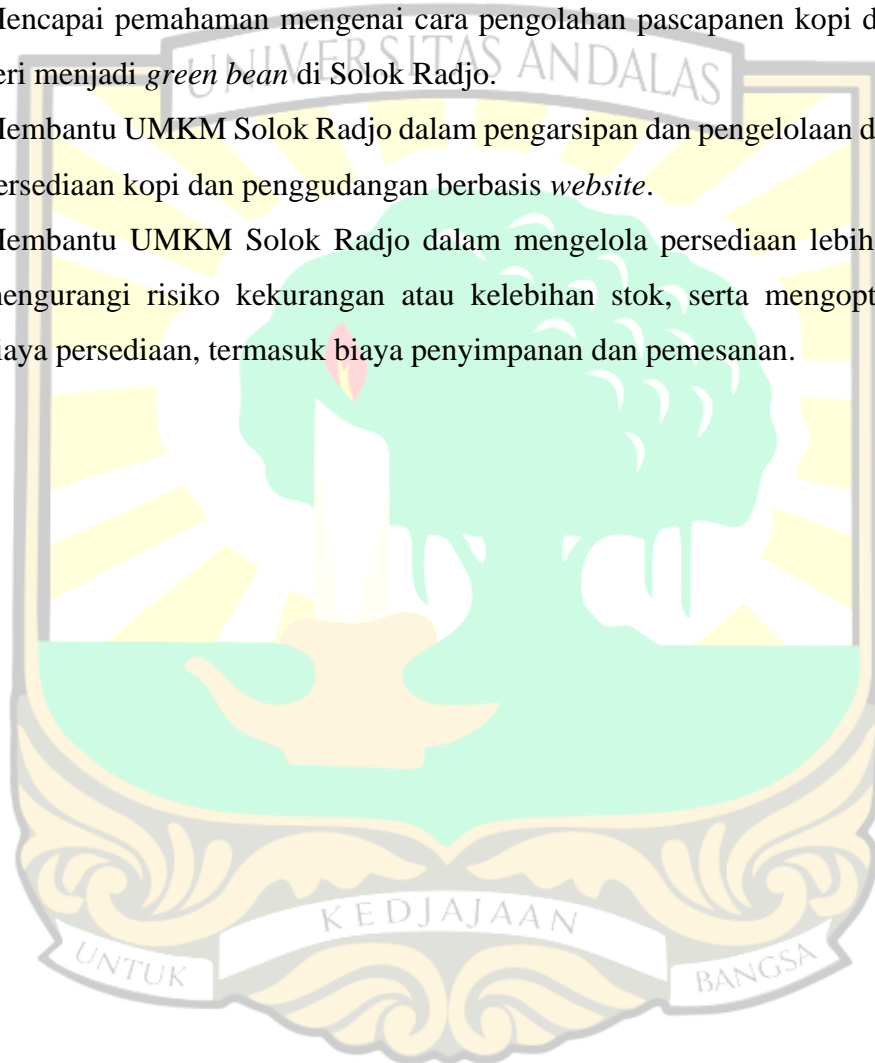 Mencapai pemahaman mengenai cara pengolahan pascapanen kopi d
eri menjadi green bean di Solok Radjo.
Membantu UMKM Solok Radjo dalam pengarsipan dan pengelolaan d
ersediaan kopi dan penggudangan berbasis website.
Membantu UMKM Solok Radjo dalam mengelola persediaan lebih
mengurangi risiko kekurangan atau kelebihan stok, serta mengopt
iaya persediaan, termasuk biaya penyimpanan dan pemesanan.
UNIVERSITAS ANDALAS
KEDJAJAAN
UNTUK
BANGSA